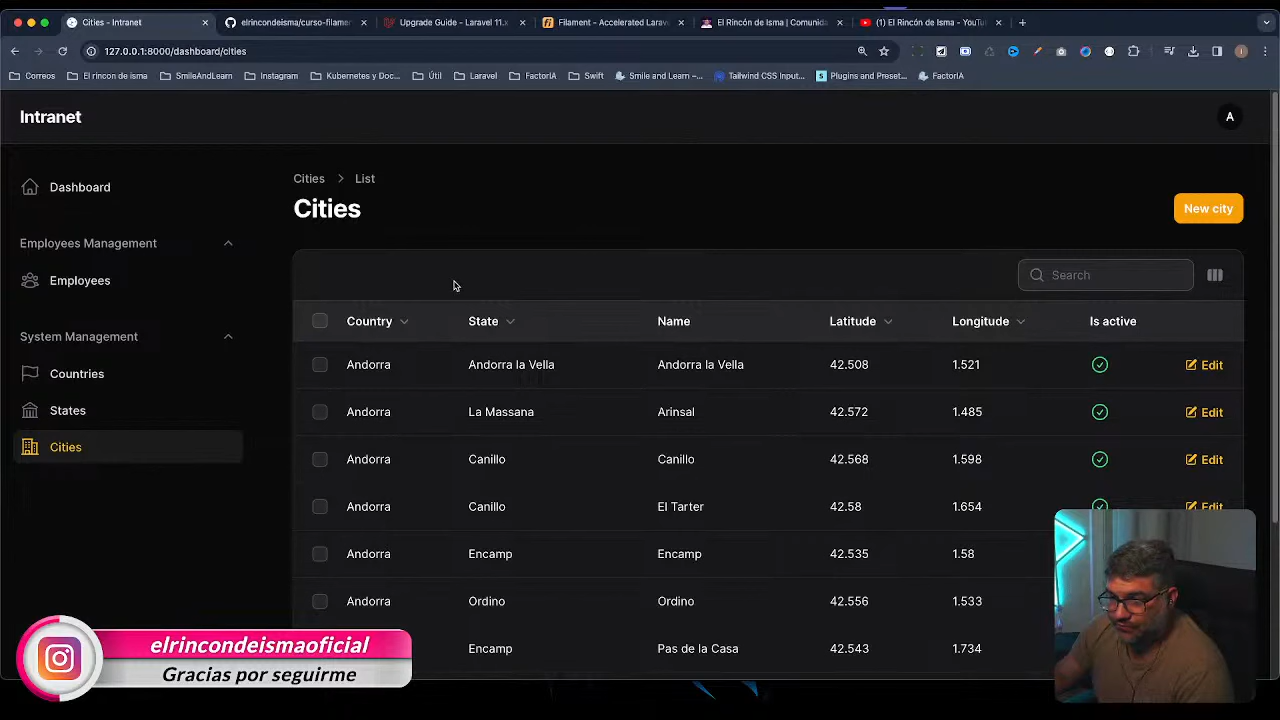 Cities - Intranet
elrincondeisma/curso-filamen
Upgrade Guide - Laravel 11.x
Filament - Accelerated Larave
El Rincón de Isma | Comunida
(1) El Rincón de Isma - YouTu
127.0.0.1:8000/dashboard/cities
Correos
El rincon de isma
SmileAndLearn
Instagram
Kubernetes y Doc...
Útil
Laravel
FactorIA
Swift
Smile and Learn –...
Tailwind CSS Input...
Plugins and Preset...
FactorIA
Intranet
A
Dashboard
Employees Management
Employees
System Management
Countries
States
Cities
Cities > List
Cities
New city
Search
Country State Name Latitude Longitude Is active
Andorra Andorra la Vella Andorra la Vella 42.508 1.521 Edit
Andorra La Massana Arinsal 42.572 1.485 Edit
Andorra Canillo Canillo 42.568 1.598 Edit
Andorra Canillo El Tarter 42.58 1.654 Edit
Andorra Encamp Encamp 42.535 1.58
Andorra Ordino Ordino 42.556 1.533
Encamp Pas de la Casa 42.543 1.734
elrincondeismaoficial
Gracias por seguirme